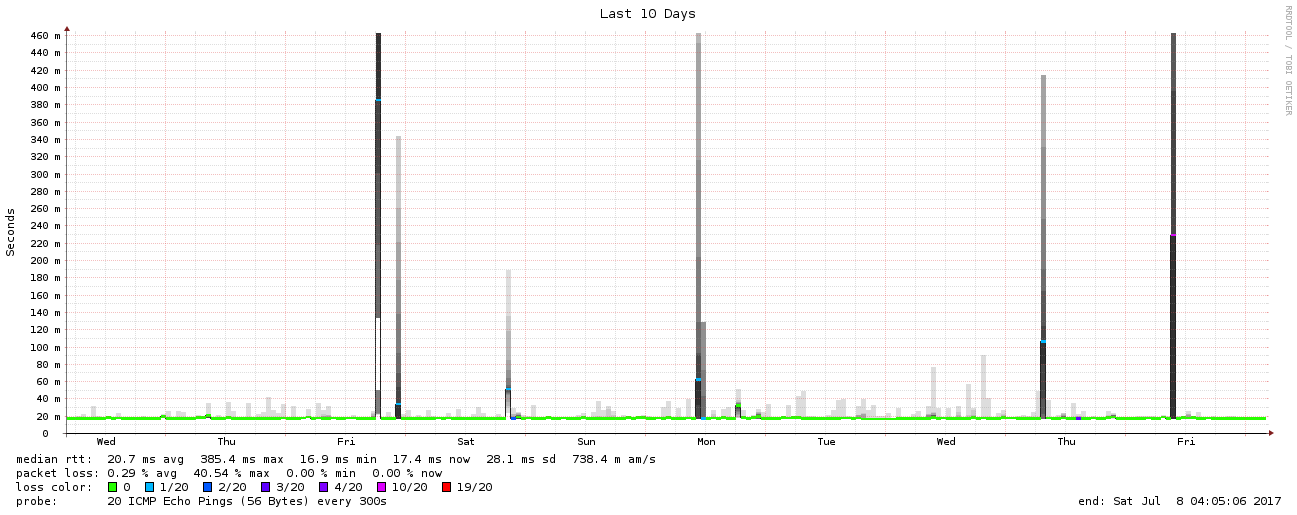 Last 10 Days
RRDTOOL / TOBI OETIKER
Seconds
460 m
440 m
420 m
400 m
380 m
360 m
340 m
320 m
300 m
280 m
260 m
240 m
220 m
200 m
180 m
160 m
140 m
120 m
100 m
80 m
60 m
40 m
20 m
0
Wed Thu Fri Sat Sun Mon Tue Wed Thu Fri
median rtt: 20.7 ms avg 385.4 ms max 16.9 ms min 17.4 ms now 28.1 ms sd 738.4 m am/s
packet loss: 0.29 % avg 40.54 % max 0.00 % min 0.00 % now
loss color: 0 1/20 2/20 3/20 4/20 10/20 19/20
probe: 20 ICMP Echo Pings (56 Bytes) every 300s end: Sat Jul 8 04:05:06 2017